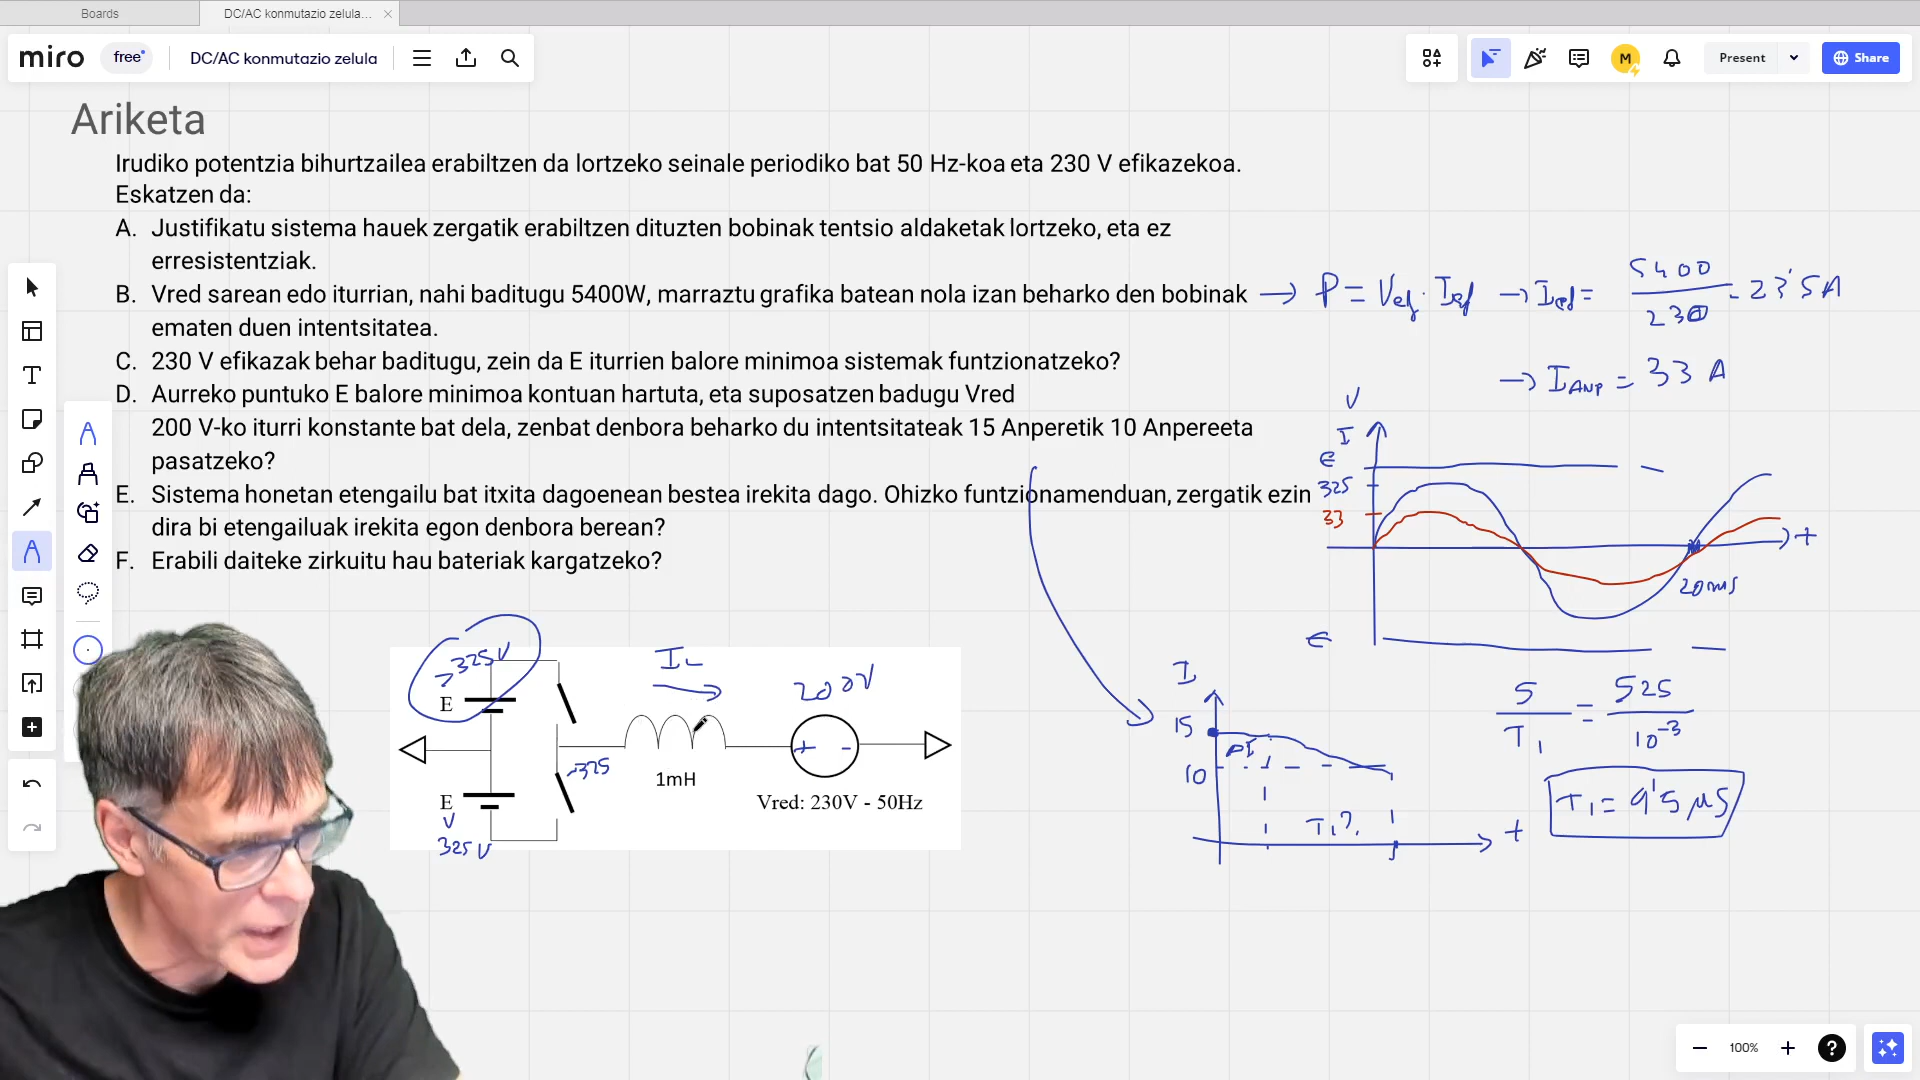 Boards
DC/AC konmutazio zelula...
miro
free
DC/AC konmutazio zelula
M
Present
Share
Ariketa
Irudiko potentzia bihurtzailea erabiltzen da lortzeko seinale periodiko bat 50 Hz-koa eta 230 V efikazekoa.
Eskatzen da:
A. Justifikatu sistema hauek zergatik erabiltzen dituzten bobinak tentsio aldaketak lortzeko, eta ez
erresistentziak.
B. Vred sarean edo iturrian, nahi baditugu 5400W, marraztu grafika batean nola izan beharko den bobinak
ematen duen intentsitatea.
C. 230 V efikazak behar baditugu, zein da E iturrien balore minimoa sistemak funtzionatzeko?
D. Aurreko puntuko E balore minimoa kontuan hartuta, eta suposatzen badugu Vred
200 V-ko iturri konstante bat dela, zenbat denbora beharko du intentsitateak 15 Anperetik 10 Anpereeta
pasatzeko?
E. Sistema honetan etengailu bat itxita dagoenean bestea irekita dago. Ohizko funtzionamenduan, zergatik ezin
dira bi etengailuak irekita egon denbora berean?
F. Erabili daiteke zirkuitu hau bateriak kargatzeko?
→ P = Vef · Ief → Ief = 5400 / 230 = 23'5 A
→ I ANP = 33 A
V
I
E
325
33
t
20ms
E
>325V
E
IL
200V
+ -
-325
1mH
E
V
325 V
Vred: 230V - 50Hz
I
15
ΔI
10
T1?
t
5 / T1 = 525 / 10⁻³
T1 = 9'5 μS
100%